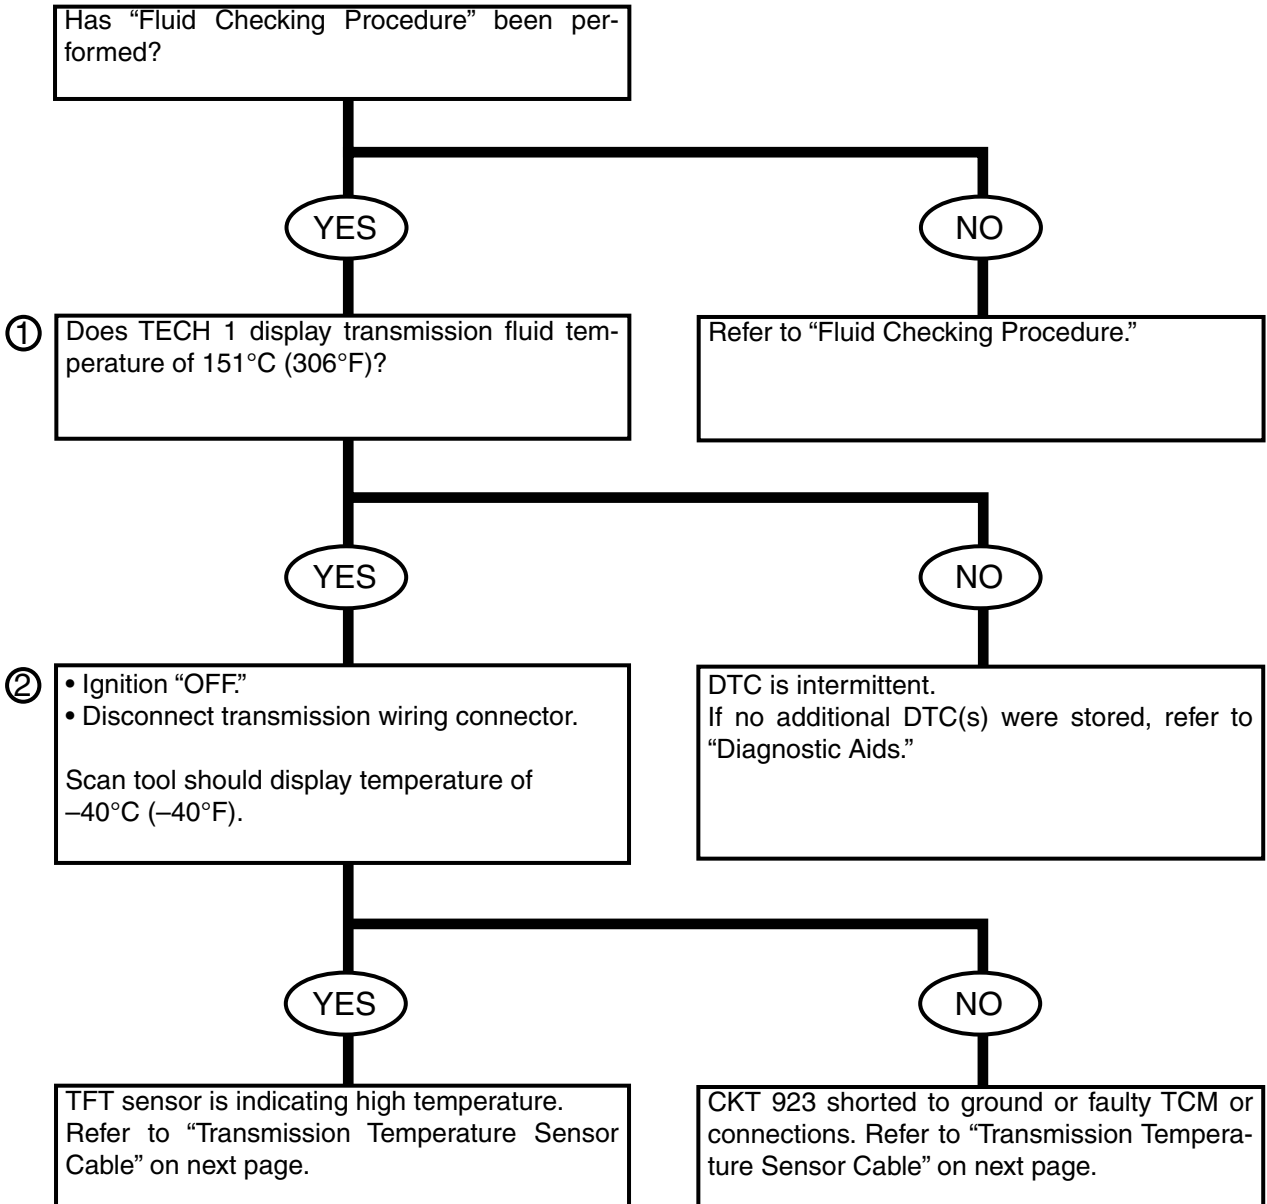 Has “Fluid Checking Procedure” been per-
formed?
YES
NO
① Does TECH 1 display transmission fluid tem-
perature of 151°C (306°F)?
Refer to “Fluid Checking Procedure.”
YES
NO
② • Ignition “OFF.”
• Disconnect transmission wiring connector.
Scan tool should display temperature of
–40°C (–40°F).
DTC is intermittent.
If no additional DTC(s) were stored, refer to
“Diagnostic Aids.”
YES
NO
TFT sensor is indicating high temperature.
Refer to “Transmission Temperature Sensor
Cable” on next page.
CKT 923 shorted to ground or faulty TCM or
connections. Refer to “Transmission Tempera-
ture Sensor Cable” on next page.